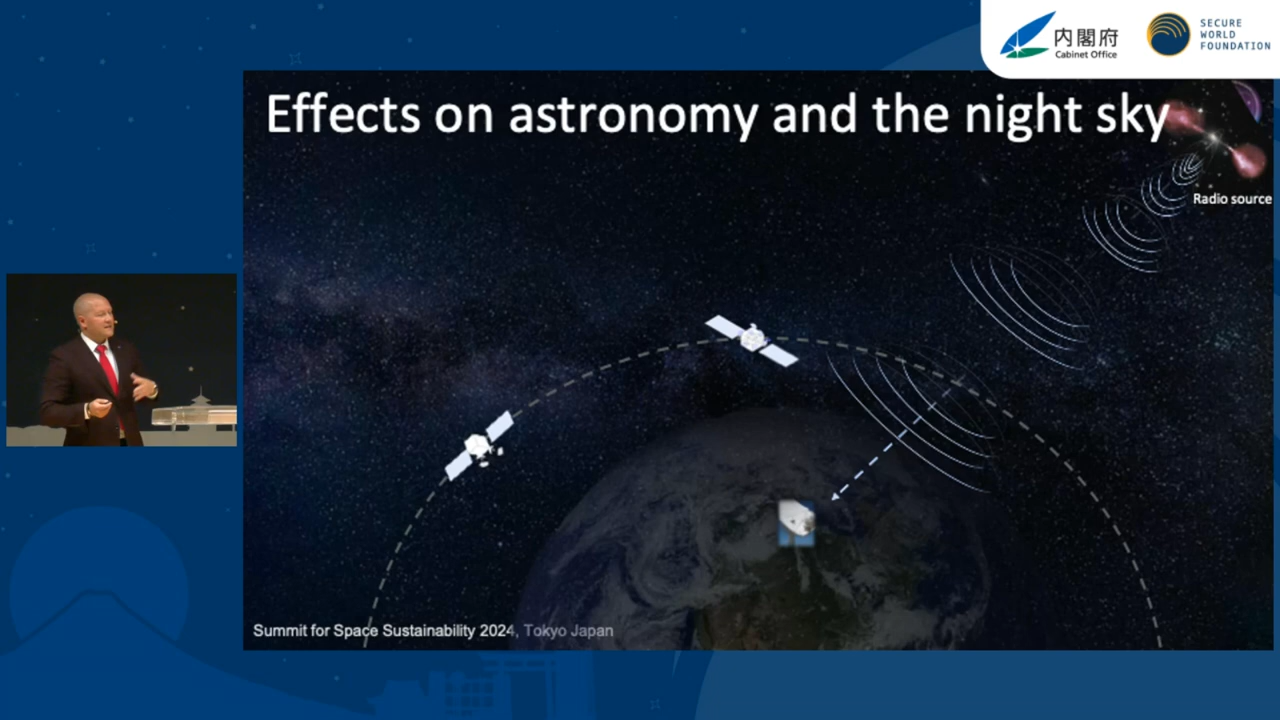 内閣府
Cabinet Office
SECURE
WORLD
FOUNDATION
Effects on astronomy and the night sky
Radio source
Summit for Space Sustainability 2024, Tokyo Japan